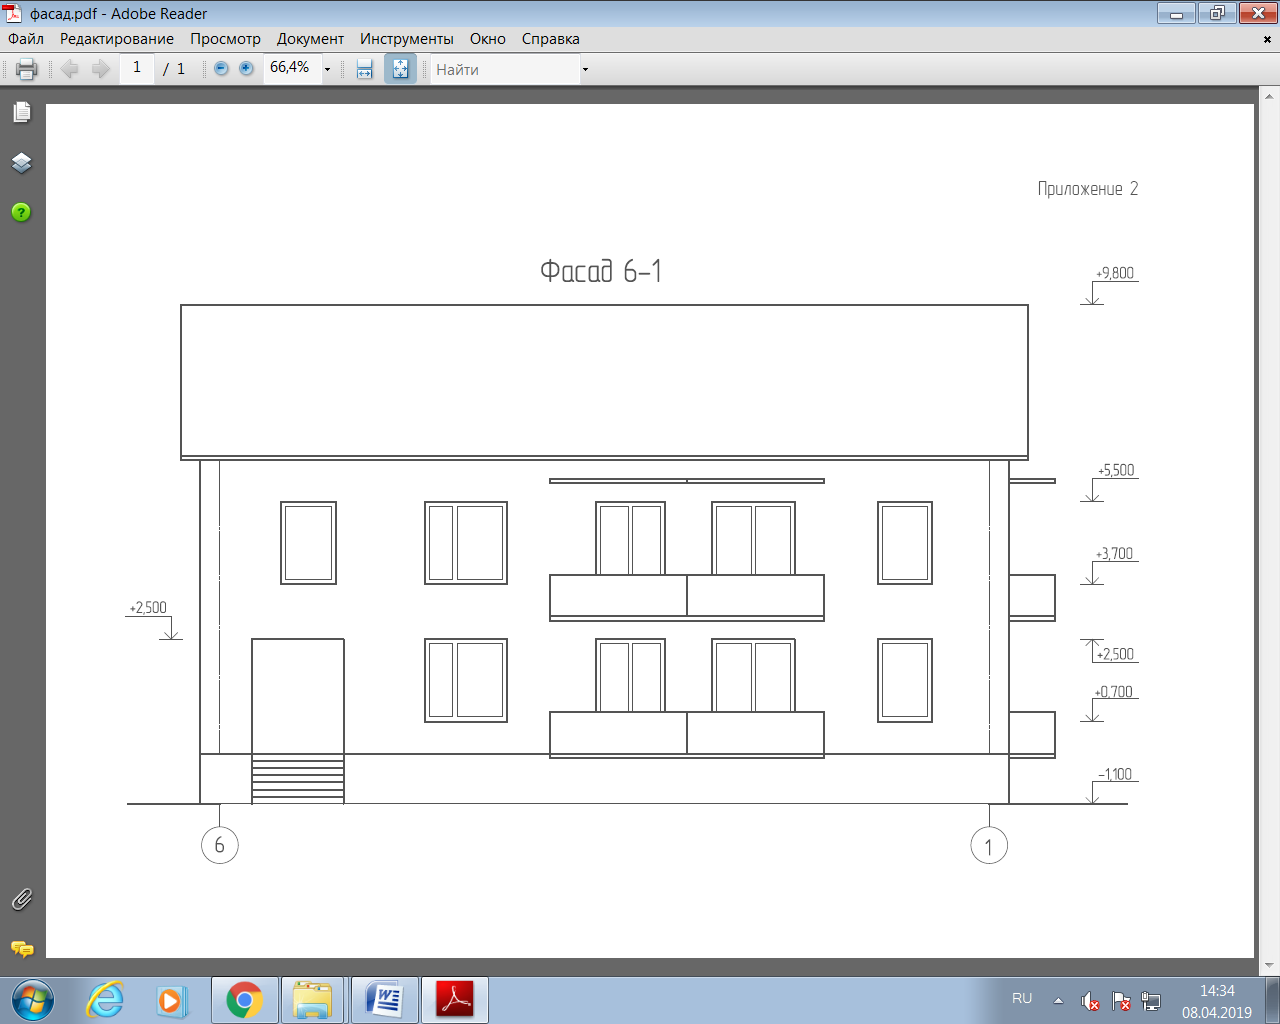 фасад.pdf - Adobe Reader
Файл Редактирование Просмотр Документ Инструменты Окно Справка
1 / 1 66,4% Найти
Приложение 2
Фасад 6-1
+9,800
+5,500
+3,700
+2,500
+2,500
+0,700
-1,100
6 1
RU 14:34
08.04.2019